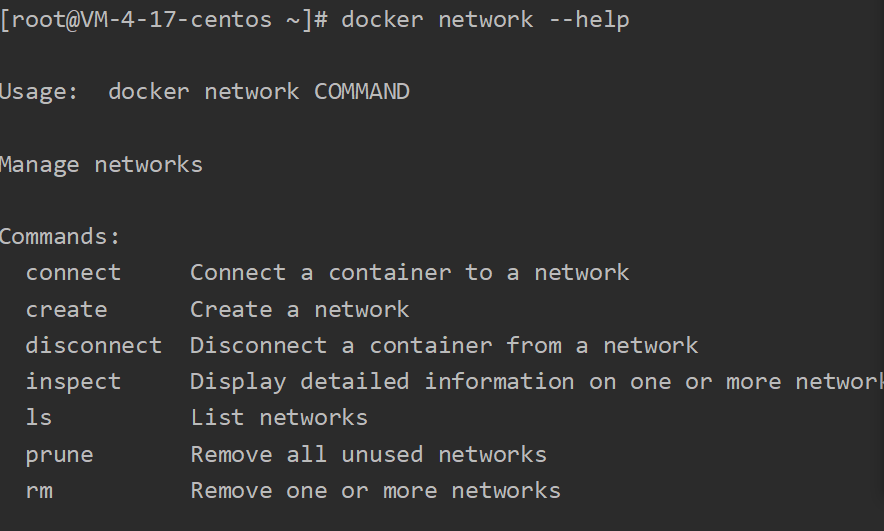 [root@VM-4-17-centos ~]# docker network --help
Usage:  docker network COMMAND
Manage networks
Commands:
  connect     Connect a container to a network
  create      Create a network
  disconnect  Disconnect a container from a network
  inspect     Display detailed information on one or more network
  ls          List networks
  prune       Remove all unused networks
  rm          Remove one or more networks